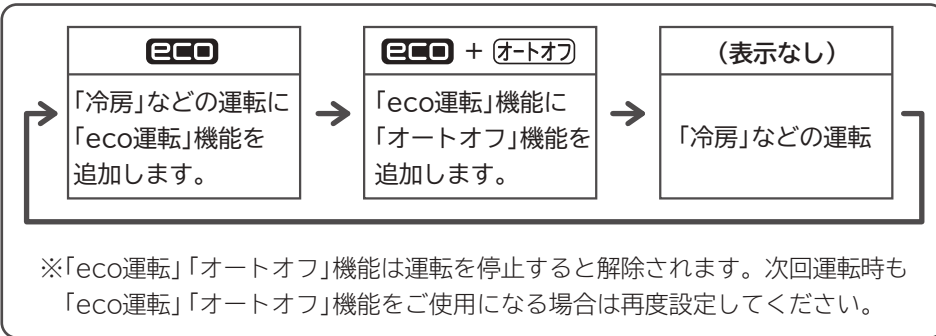 eco
「冷房」などの運転に
「eco運転」機能を
追加します。
eco + オートオフ
「eco運転」機能に
「オートオフ」機能を
追加します。
(表示なし)
「冷房」などの運転
※「eco運転」「オートオフ」機能は運転を停止すると解除されます。次回運転時も
「eco運転」「オートオフ」機能をご使用になる場合は再度設定してください。